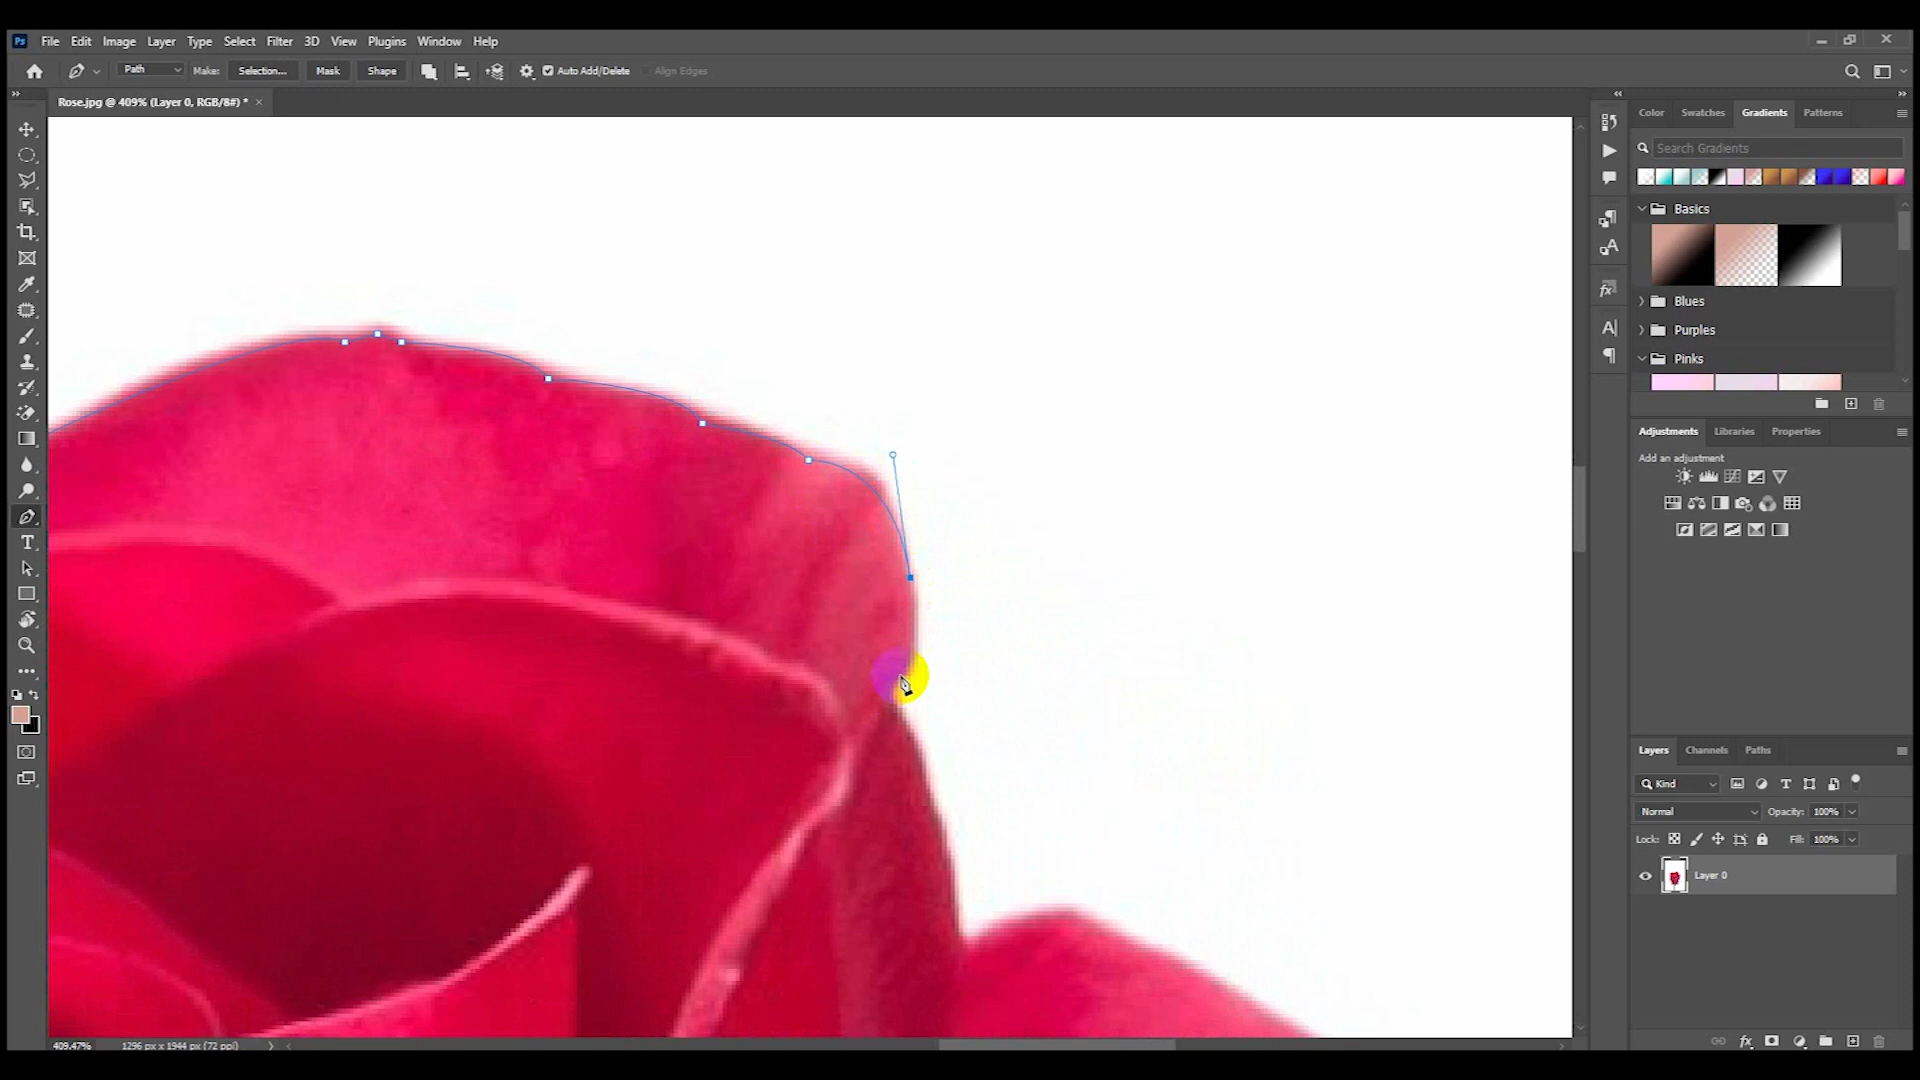 Ps File Edit Image Layer Type Select Filter 3D View Plugins Window Help
Path Make: Selection... Mask Shape Auto Add/Delete Align Edges
Rose.jpg @ 409% (Layer 0, RGB/8#) * ×
Color Swatches Gradients Patterns
Search Gradients
Basics
Blues
Purples
Pinks
Adjustments Libraries Properties
Add an adjustment
Layers Channels Paths
Kind
Normal Opacity: 100%
Lock: Fill: 100%
Layer 0
409.47% 1296 px x 1944 px (72 ppi)